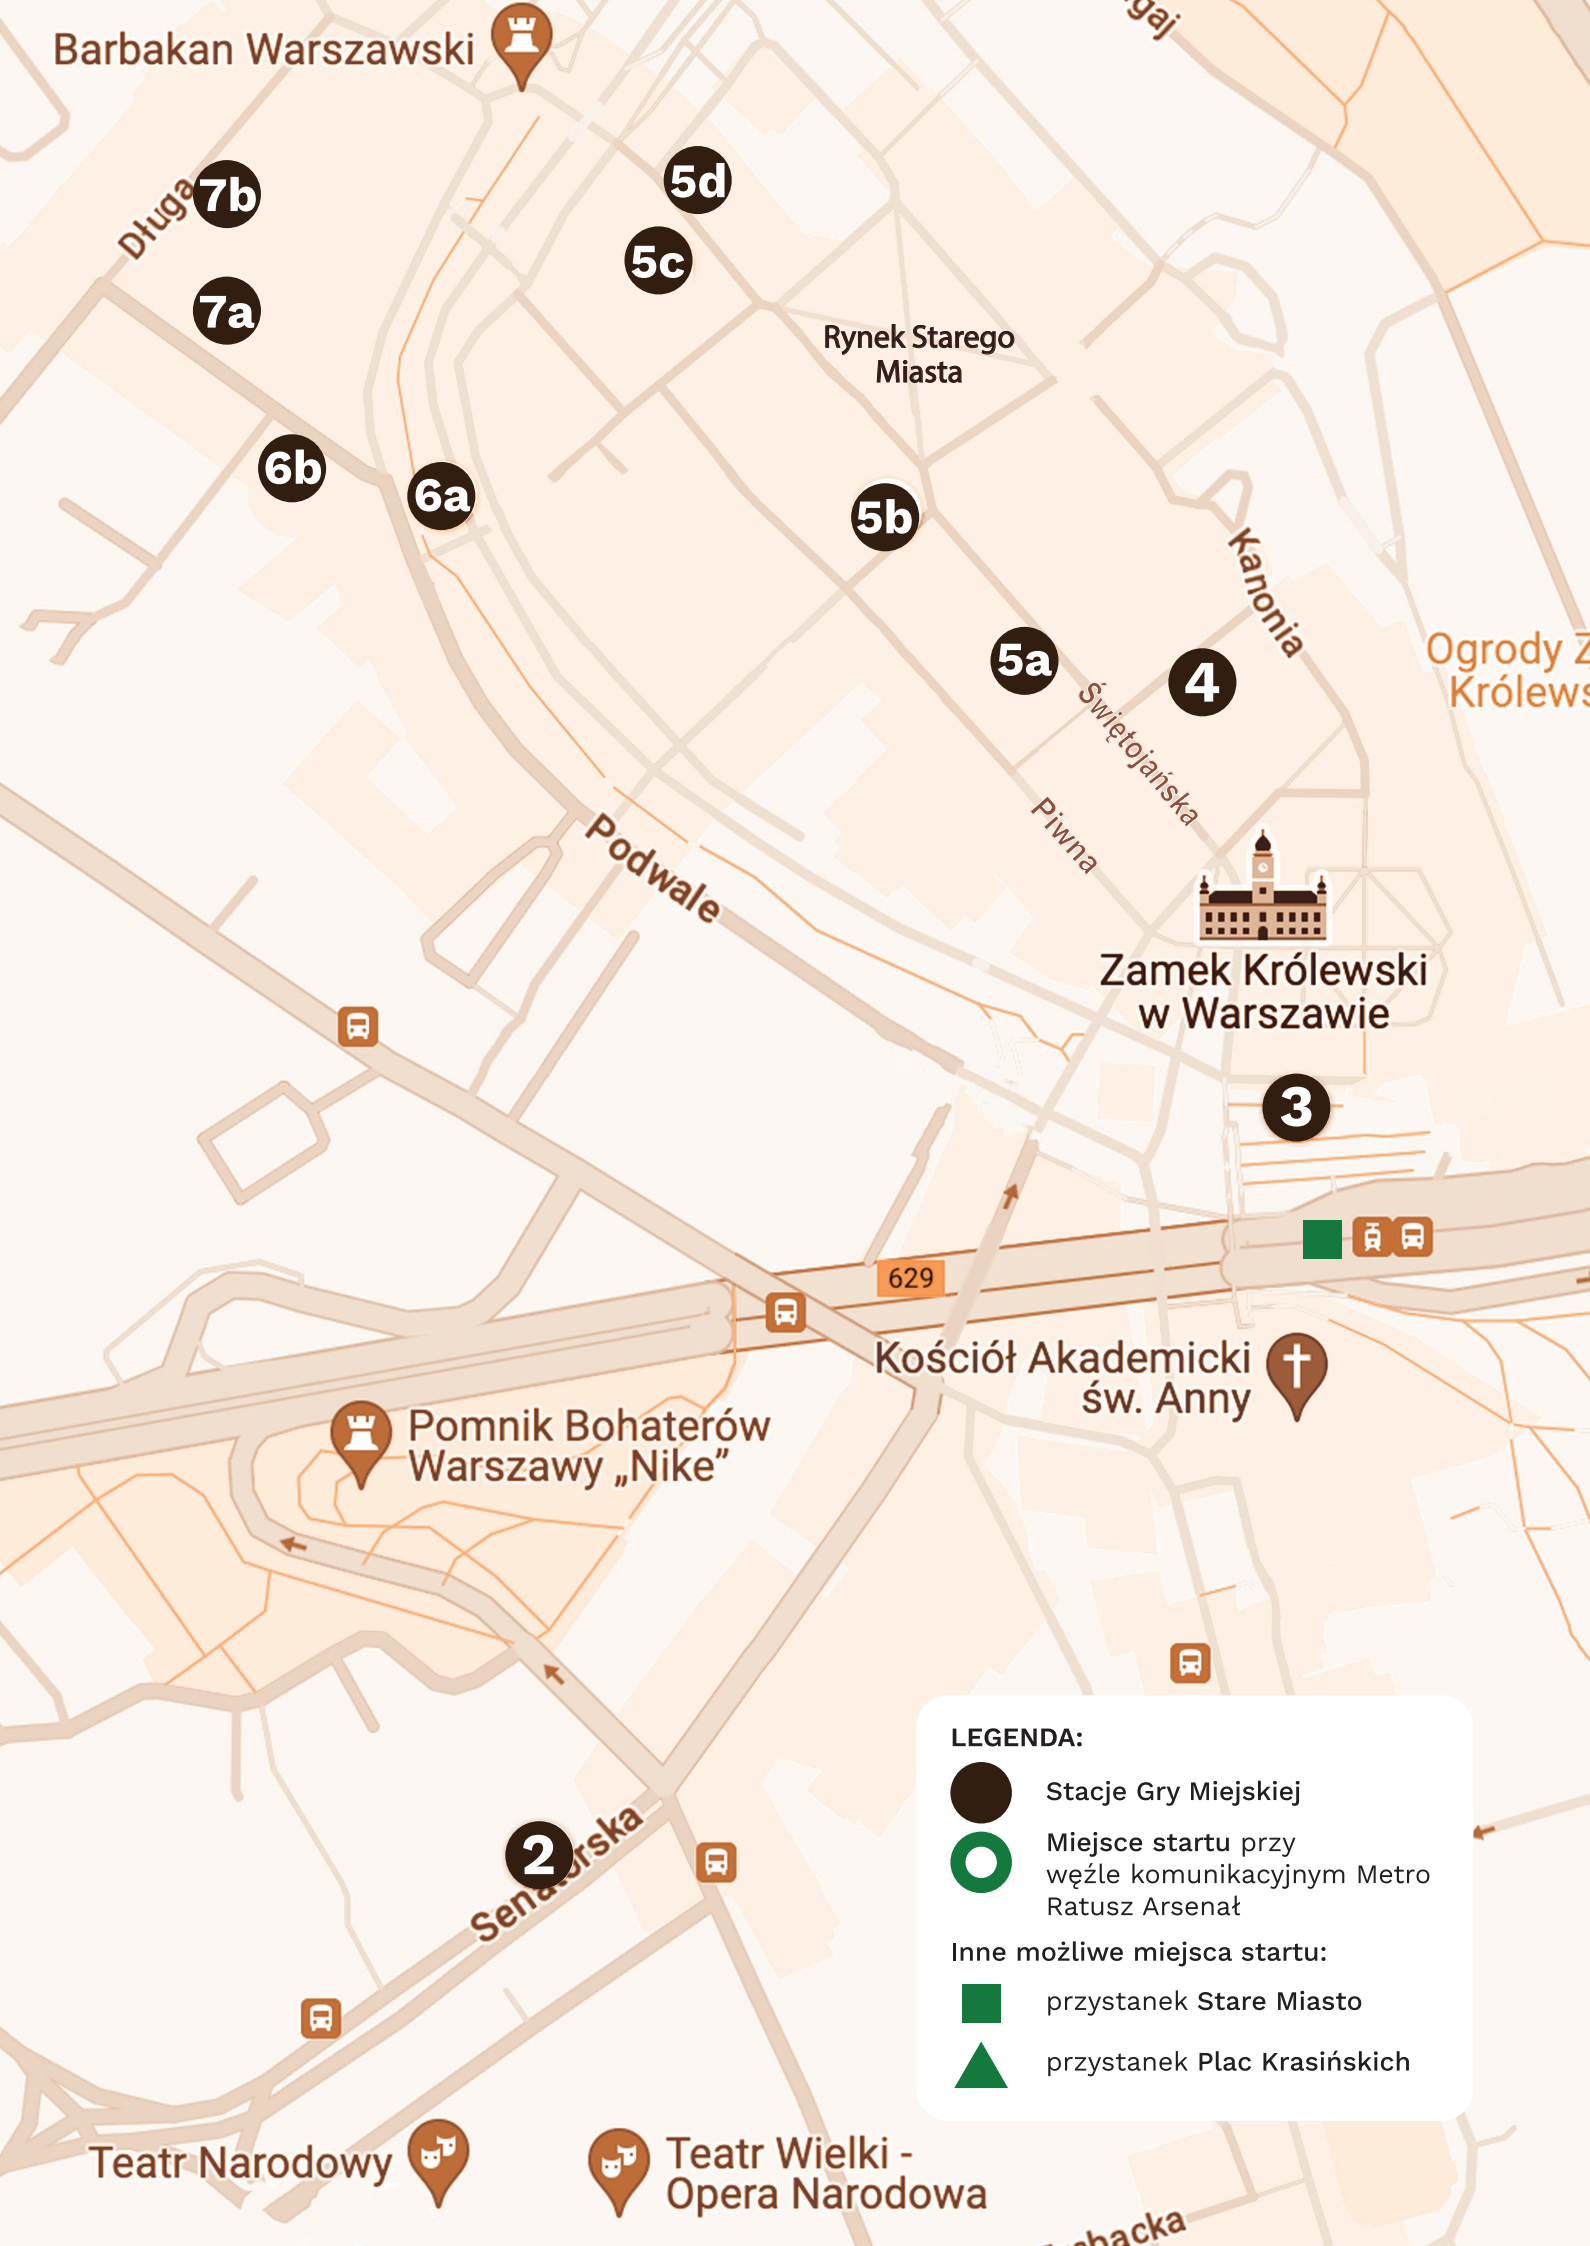 Barbakan Warszawski
Długa
7b
7a
5d
5c
Rynek Starego
Miasta
6b
6a
5b
Kanonia
5a
4
Świętojańska
Piwna
Podwale
Zamek Królewski
w Warszawie
3
629
Kościół Akademicki
św. Anny
Pomnik Bohaterów
Warszawy „Nike”
2
Senatorska
Teatr Narodowy
Teatr Wielki -
Opera Narodowa
LEGENDA:
Stacje Gry Miejskiej
Miejsce startu przy
węźle komunikacyjnym Metro
Ratusz Arsenał
Inne możliwe miejsca startu:
przystanek Stare Miasto
przystanek Plac Krasińskich
Ogrody Z
Królews